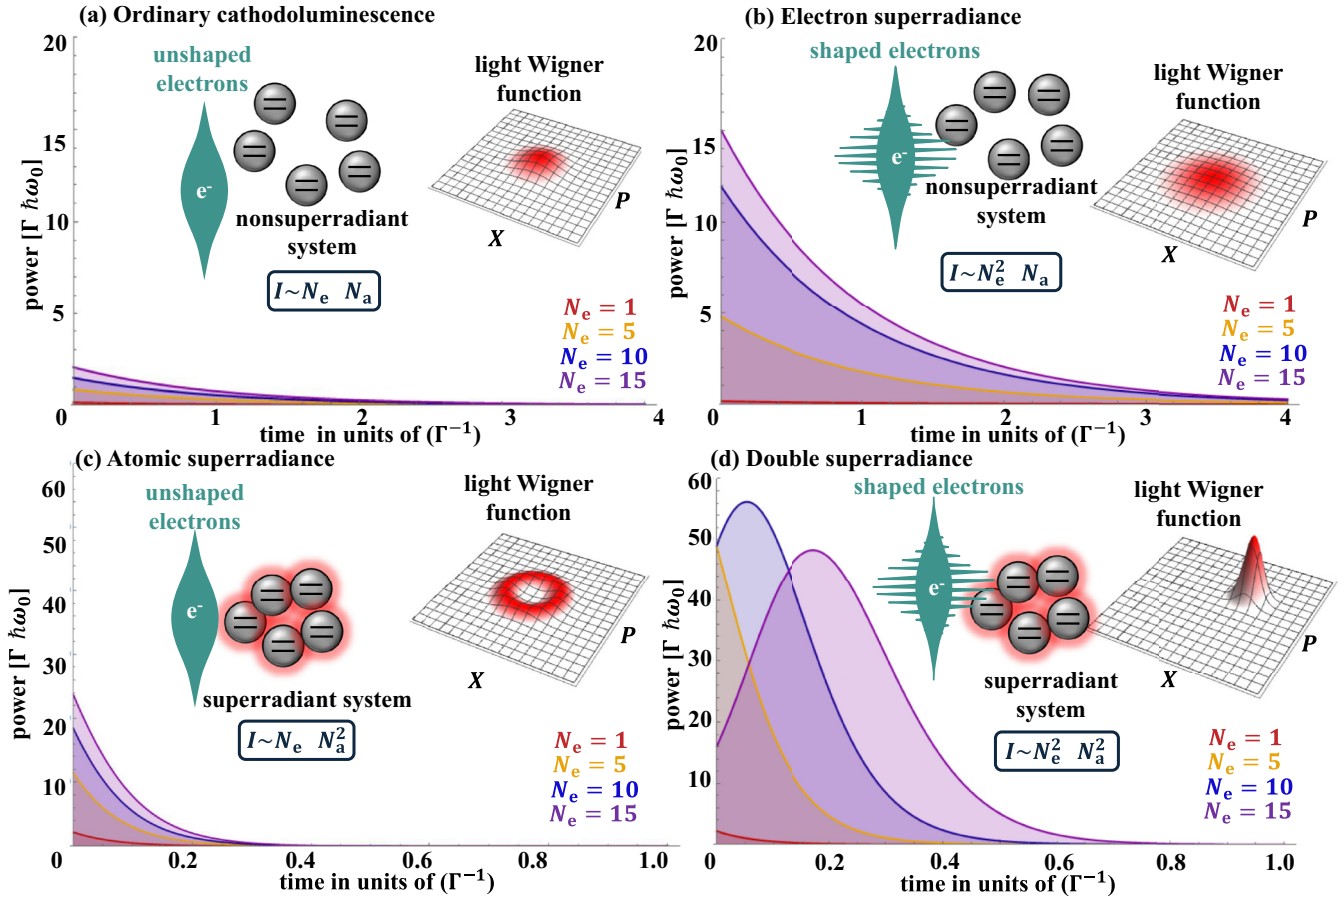 (a) Ordinary cathodoluminescence
power [Γ ℏω₀]
20
15
10
5
0
1
2
3
4
time in units of (Γ⁻¹)
unshaped
electrons
e⁻
nonsuperradiant
system
I~Nₑ Nₐ
light Wigner
function
X
P
Nₑ = 1
Nₑ = 5
Nₑ = 10
Nₑ = 15
(b) Electron superradiance
power [Γ ℏω₀]
20
15
10
5
0
1
2
3
4
time in units of (Γ⁻¹)
shaped electrons
e⁻
nonsuperradiant
system
I~Nₑ² Nₐ
light Wigner
function
X
P
Nₑ = 1
Nₑ = 5
Nₑ = 10
Nₑ = 15
(c) Atomic superradiance
power [Γ ℏω₀]
60
50
40
30
20
10
0
0.2
0.4
0.6
0.8
1.0
time in units of (Γ⁻¹)
unshaped
electrons
e⁻
superradiant system
I~Nₑ Nₐ²
light Wigner
function
X
P
Nₑ = 1
Nₑ = 5
Nₑ = 10
Nₑ = 15
(d) Double superradiance
power [Γ ℏω₀]
60
50
40
30
20
10
0
0.2
0.4
0.6
0.8
1.0
time in units of (Γ⁻¹)
shaped electrons
e⁻
superradiant
system
I~Nₑ² Nₐ²
light Wigner
function
X
P
Nₑ = 1
Nₑ = 5
Nₑ = 10
Nₑ = 15